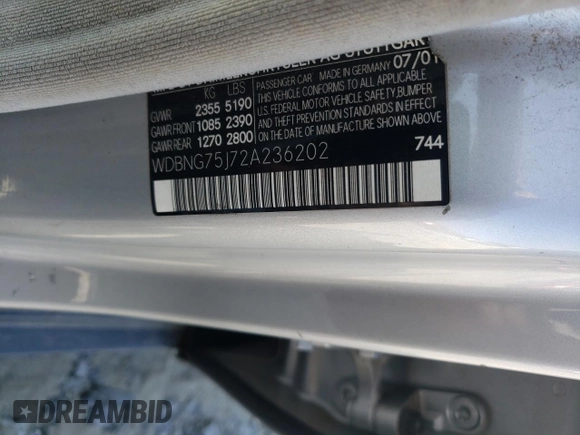 STUTTGAR
KG LBS
GVWR 2355 5190
GAWR FRONT 1085 2390
GAWR REAR 1270 2800
MADE IN GERMANY 07/01
PASSENGER CAR
THIS VEHICLE CONFORMS TO ALL APPLICABLE
U.S. FEDERAL MOTOR VEHICLE SAFETY, BUMPER
AND THEFT PREVENTION STANDARDS IN EFFECT
ON THE DATE OF MANUFACTURE SHOWN ABOVE.
WDBNG75J72A236202
744
DREAMBID